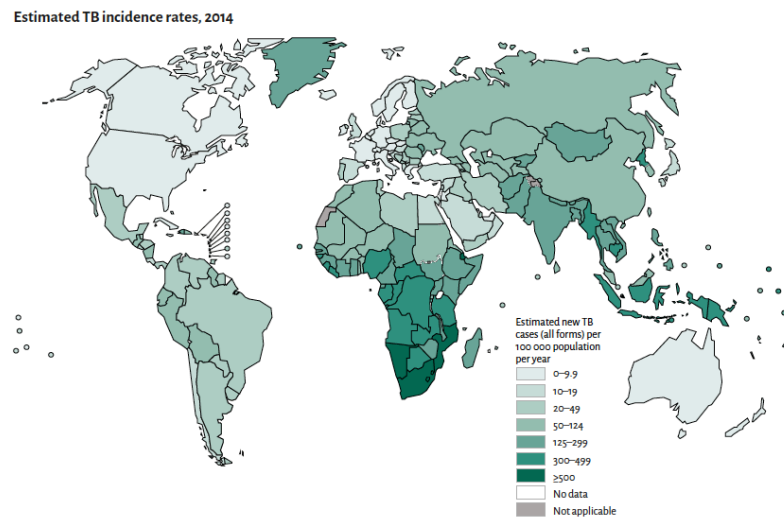 Estimated TB incidence rates, 2014
Estimated new TB
cases (all forms) per
100 000 population
per year
0–9.9
10–19
20–49
50–124
125–299
300–499
≥500
No data
Not applicable